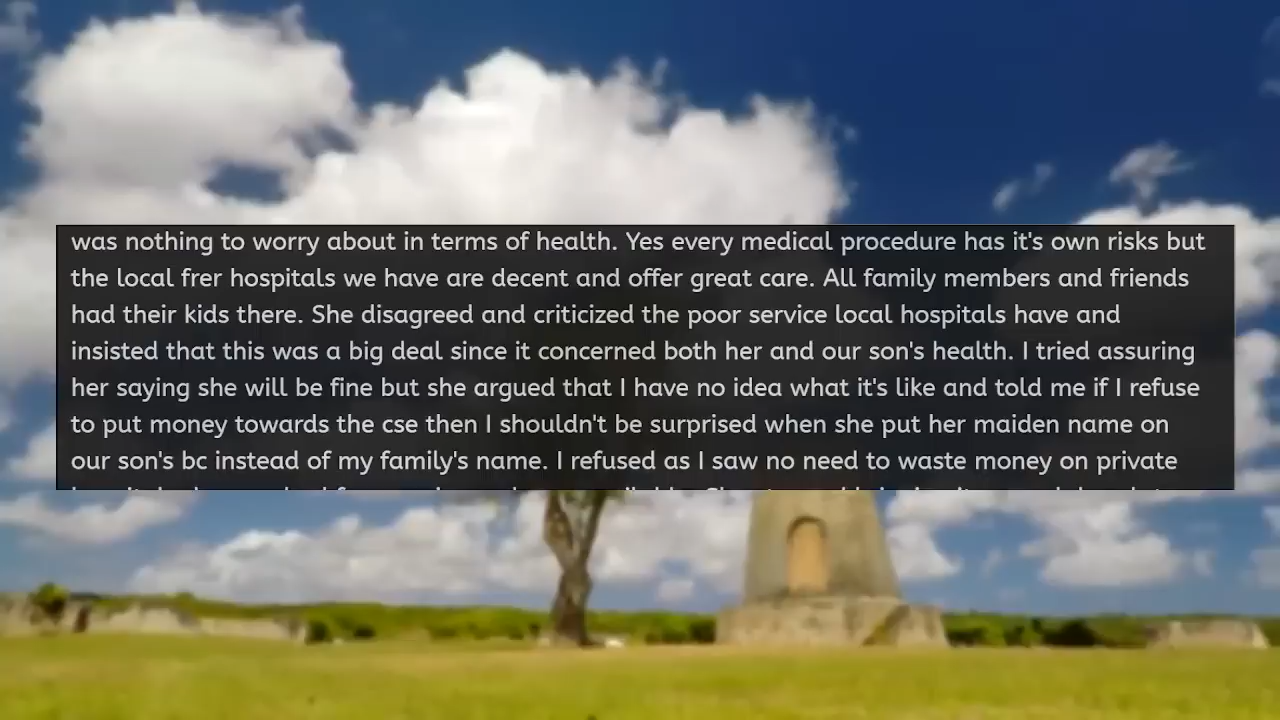 was nothing to worry about in terms of health. Yes every medical procedure has it's own risks but
the local frer hospitals we have are decent and offer great care. All family members and friends
had their kids there. She disagreed and criticized the poor service local hospitals have and
insisted that this was a big deal since it concerned both her and our son's health. I tried assuring
her saying she will be fine but she argued that I have no idea what it's like and told me if I refuse
to put money towards the cse then I shouldn't be surprised when she put her maiden name on
our son's bc instead of my family's name. I refused as I saw no need to waste money on private